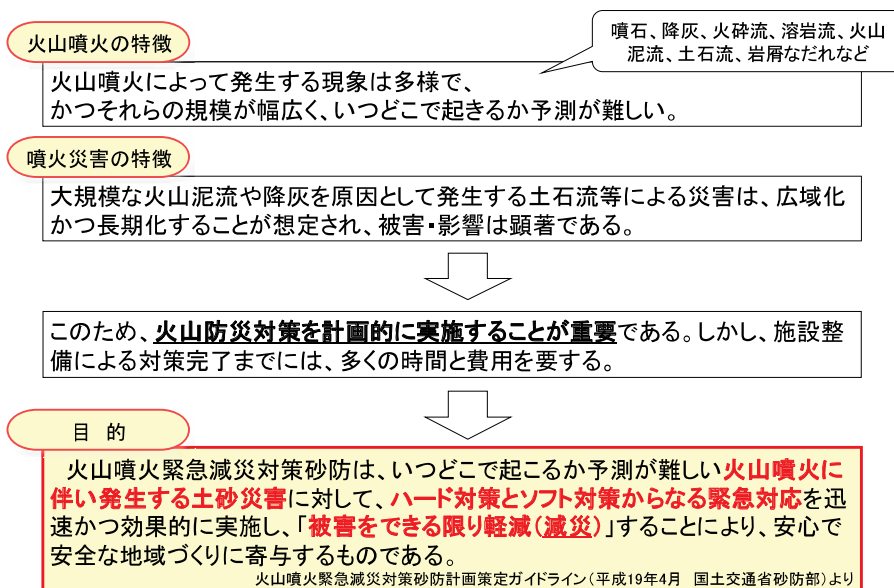 火山噴火の特徴
噴石、降灰、火砕流、溶岩流、火山
泥流、土石流、岩屑なだれなど
火山噴火によって発生する現象は多様で、
かつそれらの規模が幅広く、いつどこで起きるか予測が難しい。
噴火災害の特徴
大規模な火山泥流や降灰を原因として発生する土石流等による災害は、広域化
かつ長期化することが想定され、被害・影響は顕著である。
このため、火山防災対策を計画的に実施することが重要である。しかし、施設整
備による対策完了までには、多くの時間と費用を要する。
目 的
火山噴火緊急減災対策砂防は、いつどこで起こるか予測が難しい火山噴火に
伴い発生する土砂災害に対して、ハード対策とソフト対策からなる緊急対応を迅
速かつ効果的に実施し、「被害をできる限り軽減(減災)」することにより、安心で
安全な地域づくりに寄与するものである。
火山噴火緊急減災対策砂防計画策定ガイドライン(平成19年4月 国土交通省砂防部)より